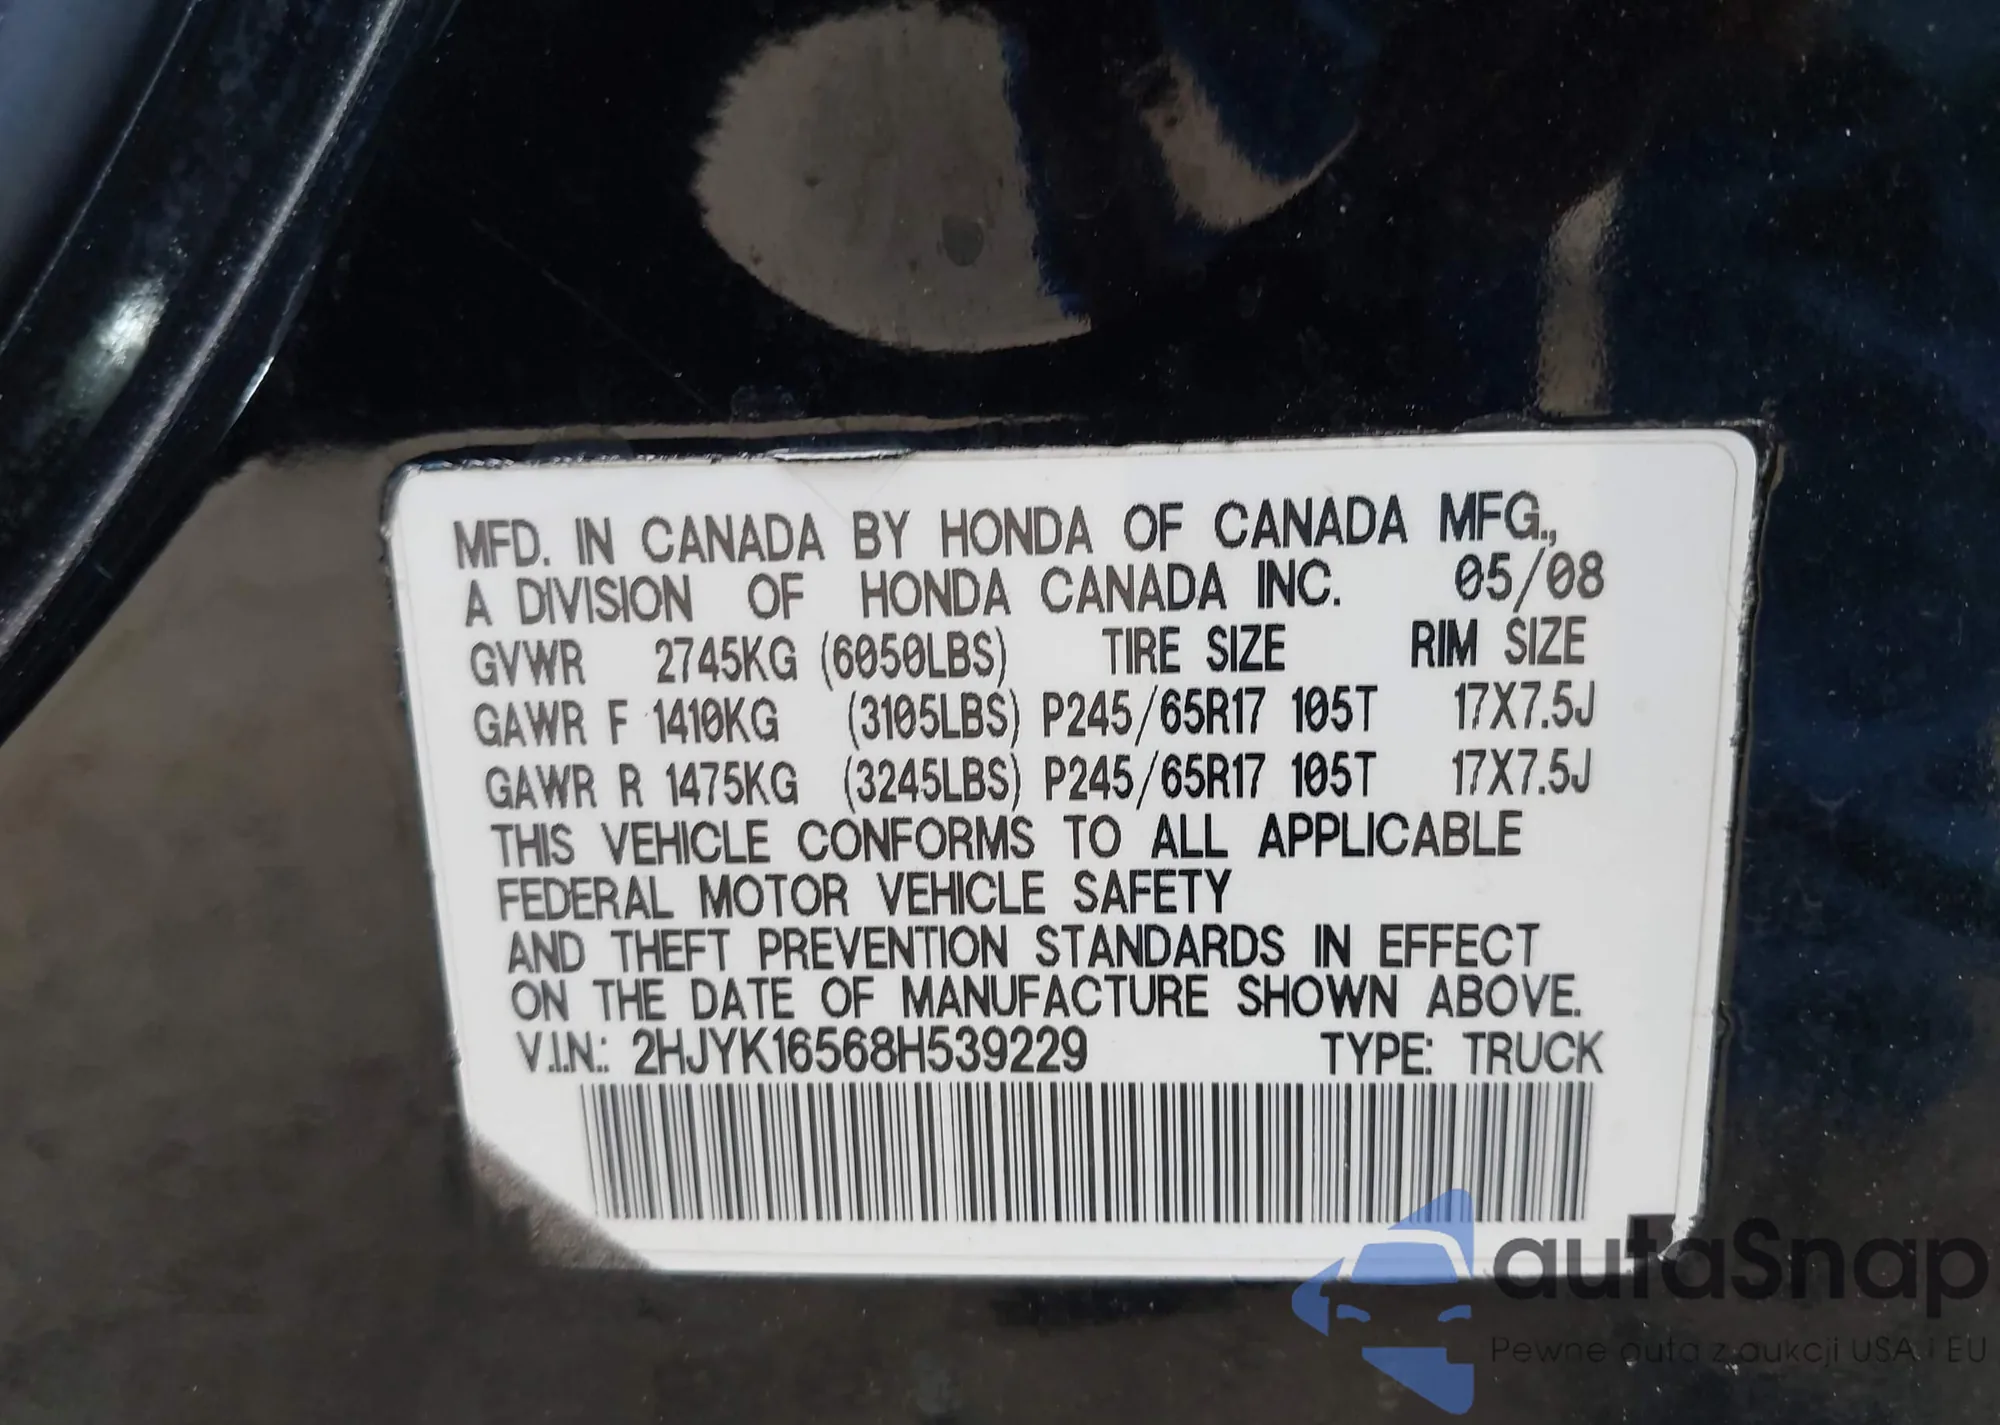 MFD. IN CANADA BY HONDA OF CANADA MFG.,
A DIVISION OF HONDA CANADA INC. 05/08
GVWR 2745KG (6050LBS) TIRE SIZE RIM SIZE
GAWR F 1410KG (3105LBS) P245/65R17 105T 17X7.5J
GAWR R 1475KG (3245LBS) P245/65R17 105T 17X7.5J
THIS VEHICLE CONFORMS TO ALL APPLICABLE
FEDERAL MOTOR VEHICLE SAFETY
AND THEFT PREVENTION STANDARDS IN EFFECT
ON THE DATE OF MANUFACTURE SHOWN ABOVE.
V.I.N.: 2HJYK16568H539229 TYPE: TRUCK
autaSnap
Pewne auta z aukcji USA i EU